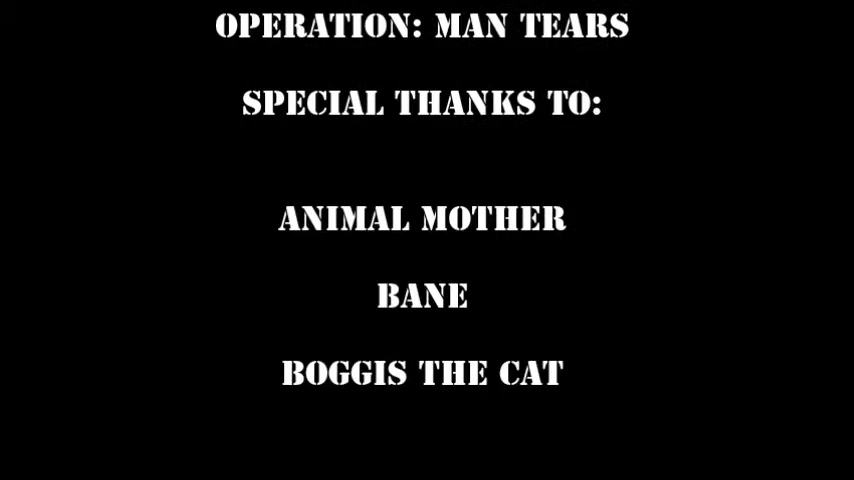 OPERATION: MAN TEARS
SPECIAL THANKS TO:
ANIMAL MOTHER
BANE
BOGGIS THE CAT